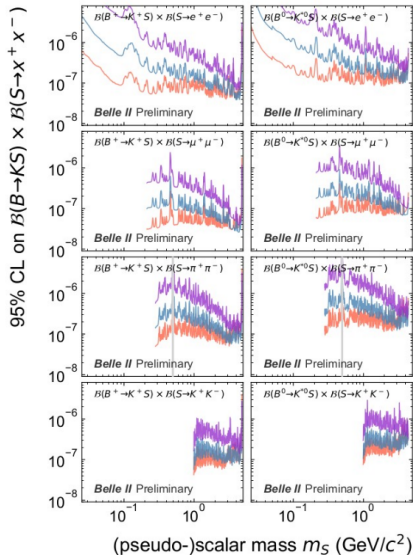 95% CL on ℬ(B→KS) × ℬ(S→x⁺x⁻)
ℬ(B⁺→K⁺S) × ℬ(S→e⁺e⁻)
ℬ(B⁰→K*⁰S) × ℬ(S→e⁺e⁻)
10⁻⁶
10⁻⁷
10⁻⁸
Belle II Preliminary
Belle II Preliminary
ℬ(B⁺→K⁺S) × ℬ(S→μ⁺μ⁻)
ℬ(B⁰→K*⁰S) × ℬ(S→μ⁺μ⁻)
10⁻⁶
10⁻⁷
10⁻⁸
Belle II Preliminary
Belle II Preliminary
ℬ(B⁺→K⁺S) × ℬ(S→π⁺π⁻)
ℬ(B⁰→K*⁰S) × ℬ(S→π⁺π⁻)
10⁻⁶
10⁻⁷
10⁻⁸
Belle II Preliminary
Belle II Preliminary
ℬ(B⁺→K⁺S) × ℬ(S→K⁺K⁻)
ℬ(B⁰→K*⁰S) × ℬ(S→K⁺K⁻)
10⁻⁶
10⁻⁷
10⁻⁸
Belle II Preliminary
Belle II Preliminary
10⁻¹ 10⁰ 10⁻¹ 10⁰
(pseudo-)scalar mass m_S (GeV/c²)